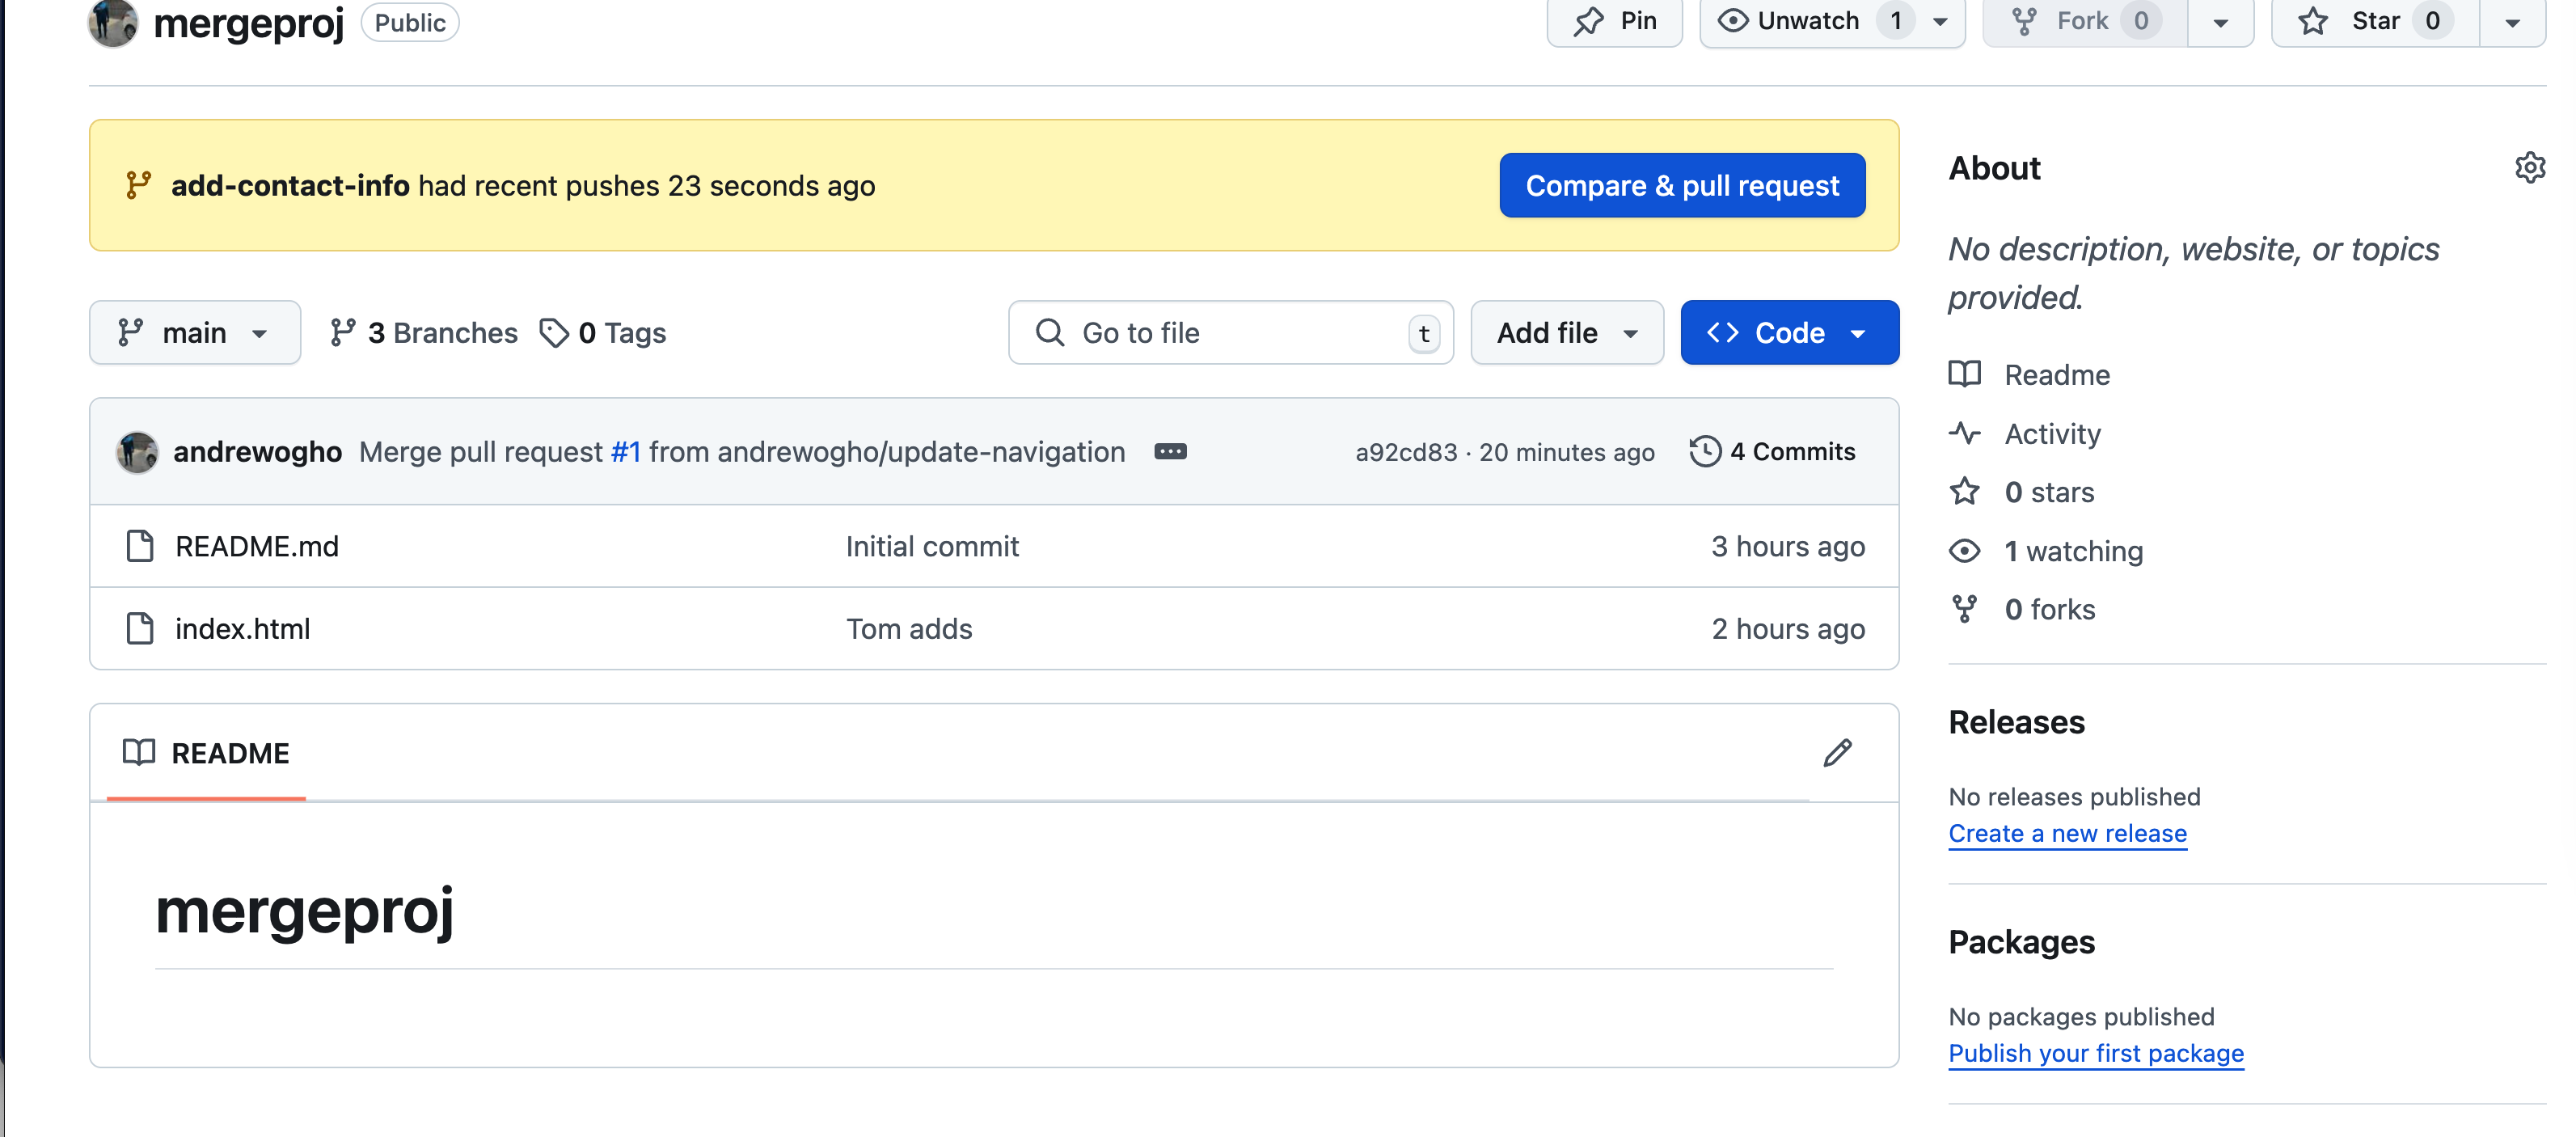 mergeproj Public Pin Unwatch 1 Fork 0 Star 0
add-contact-info had recent pushes 23 seconds ago Compare & pull request
main 3 Branches 0 Tags Go to file t Add file Code
andrewogho Merge pull request #1 from andrewogho/update-navigation a92cd83 · 20 minutes ago 4 Commits
README.md Initial commit 3 hours ago
index.html Tom adds 2 hours ago
README
mergeproj
About
No description, website, or topics
provided.
Readme
Activity
0 stars
1 watching
0 forks
Releases
No releases published
Create a new release
Packages
No packages published
Publish your first package